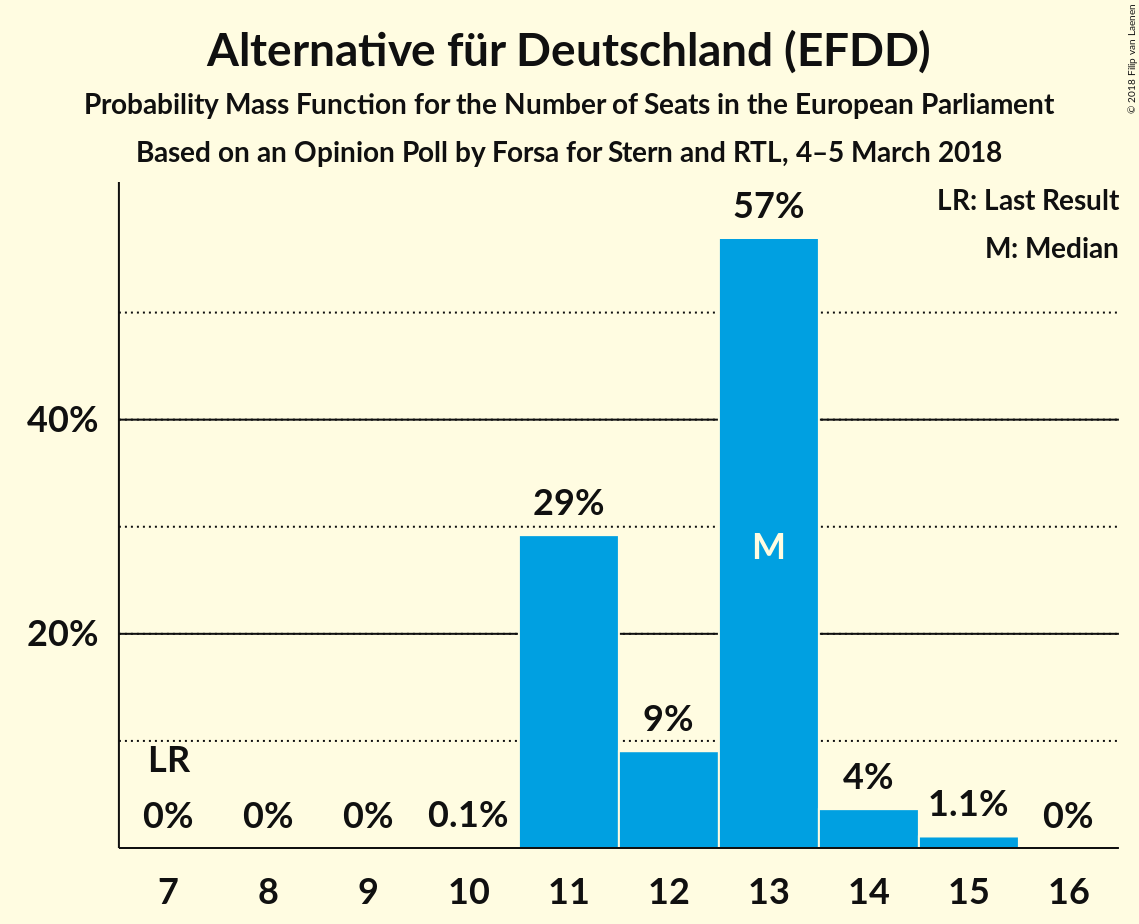 Alternative für Deutschland (EFDD)
Probability Mass Function for the Number of Seats in the European Parliament
Based on an Opinion Poll by Forsa for Stern and RTL, 4–5 March 2018
© 2018 Filip van Laenen
LR: Last Result
M: Median
57%
40%
29%
M
20%
9%
LR
4%
0% 0% 0% 0.1% 1.1% 0%
7 8 9 10 11 12 13 14 15 16